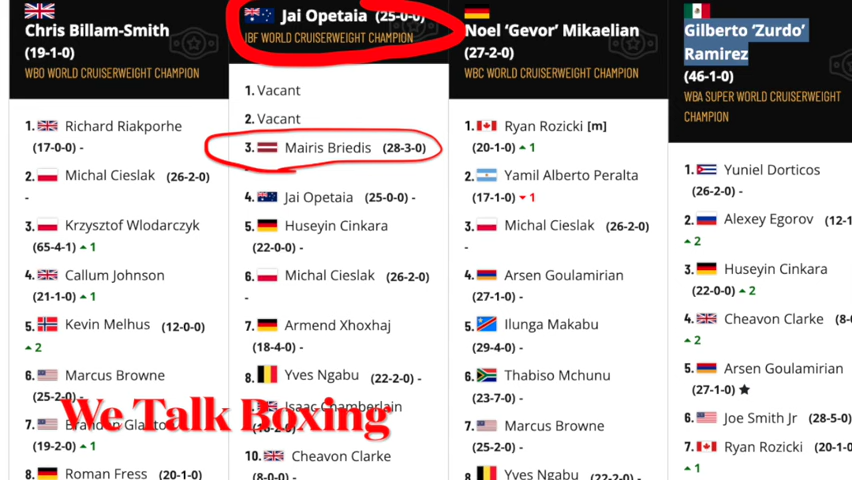 Chris Billam-Smith
(19-1-0)
WBO WORLD CRUISERWEIGHT CHAMPION
1. Richard Riakporhe
(17-0-0) -
2. Michal Cieslak (26-2-0)
-
3. Krzysztof Wlodarczyk
(65-4-1) ▲ 1
4. Callum Johnson
(21-1-0) ▲ 1
5. Kevin Melhus (12-0-0)
▲ 2
6. Marcus Browne
(25-2-0) -
7.
(19-2-0) ▲ 1
8. Roman Fress (20-1-0)
Jai Opetaia (25-0-0)
IBF WORLD CRUISERWEIGHT CHAMPION
1. Vacant
2. Vacant
3. Mairis Briedis (28-3-0)
4. Jai Opetaia (25-0-0) -
5. Huseyin Cinkara
(22-0-0) -
6. Michal Cieslak (26-2-0)
-
7. Armend Xhoxhaj
(18-4-0) -
8. Yves Ngabu (22-2-0) -
Isaac Chamberlain
10. Cheavon Clarke
(8-0-0) -
Noel ‘Gevor’ Mikaelian
(27-2-0)
WBC WORLD CRUISERWEIGHT CHAMPION
1. Ryan Rozicki [m]
(20-1-0) ▲ 1
2. Yamil Alberto Peralta
(17-1-0) ▼ 1
3. Michal Cieslak (26-2-0)
-
4. Arsen Goulamirian
(27-1-0) -
5. Ilunga Makabu
(29-4-0) -
6. Thabiso Mchunu
(23-7-0) -
7. Marcus Browne
(25-2-0) -
8. Yves Ngabu (22-2-0) -
Gilberto ‘Zurdo’
Ramirez
(46-1-0)
WBA SUPER WORLD CRUISERWEIGHT
CHAMPION
1. Yuniel Dorticos
(26-2-0) -
2. Alexey Egorov (12-1
▲ 2
3. Huseyin Cinkara
(22-0-0) ▲ 2
4. Cheavon Clarke (8-
▲ 2
5. Arsen Goulamirian
(27-1-0) ★
6. Joe Smith Jr (28-5-0)
7. Ryan Rozicki (20-1-0
▲ 1
We Talk Boxing